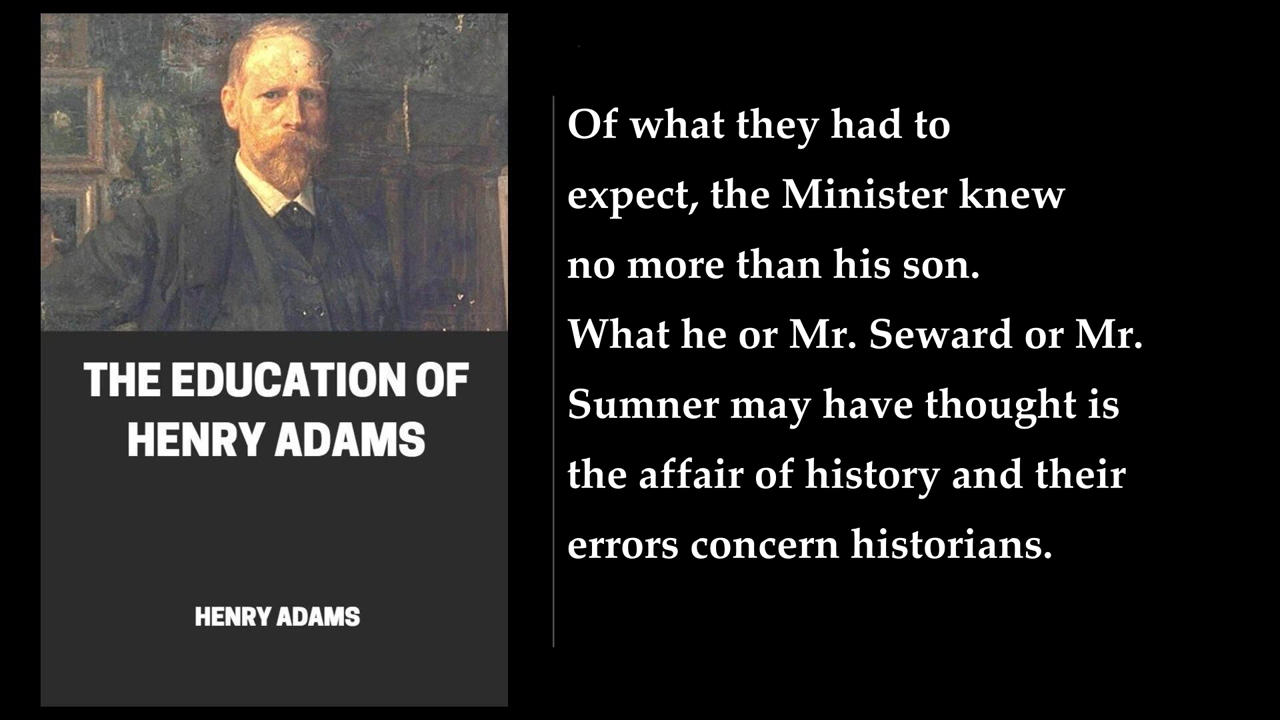 THE EDUCATION OF
HENRY ADAMS
HENRY ADAMS
Of what they had to
expect, the Minister knew
no more than his son.
What he or Mr. Seward or Mr.
Sumner may have thought is
the affair of history and their
errors concern historians.